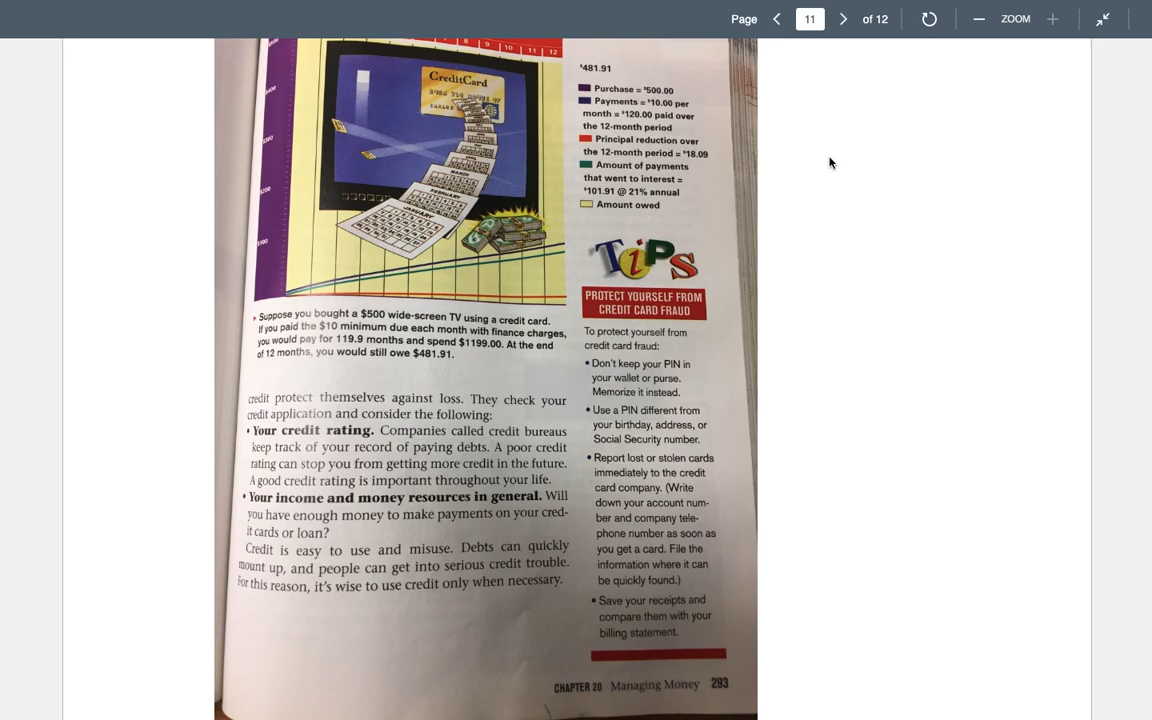 Page
11
of 12
ZOOM
8 9 10 11 12
$300
$200
$100
CreditCard
MARCH
FEBRUARY
JANUARY
$481.91
Purchase = $500.00
Payments = $10.00 per
month = $120.00 paid over
the 12-month period
Principal reduction over
the 12-month period = $18.09
Amount of payments
that went to interest =
$101.91 @ 21% annual
Amount owed
▸ Suppose you bought a $500 wide-screen TV using a credit card.
If you paid the $10 minimum due each month with finance charges,
you would pay for 119.9 months and spend $1199.00. At the end
of 12 months, you would still owe $481.91.
credit protect themselves against loss. They check your
credit application and consider the following:
• Your credit rating. Companies called credit bureaus
keep track of your record of paying debts. A poor credit
rating can stop you from getting more credit in the future.
A good credit rating is important throughout your life.
• Your income and money resources in general. Will
you have enough money to make payments on your cred-
it cards or loan?
Credit is easy to use and misuse. Debts can quickly
mount up, and people can get into serious credit trouble.
For this reason, it's wise to use credit only when necessary.
TiPS
PROTECT YOURSELF FROM
CREDIT CARD FRAUD
To protect yourself from
credit card fraud:
• Don't keep your PIN in
your wallet or purse.
Memorize it instead.
• Use a PIN different from
your birthday, address, or
Social Security number.
• Report lost or stolen cards
immediately to the credit
card company. (Write
down your account num-
ber and company tele-
phone number as soon as
you get a card. File the
information where it can
be quickly found.)
• Save your receipts and
compare them with your
billing statement.
CHAPTER 20 Managing Money 293